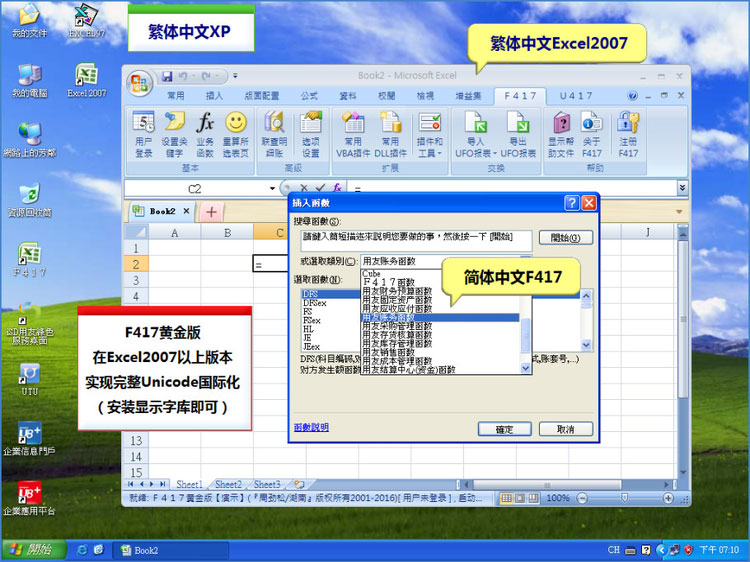 我的文件
EXCEL97
繁体中文XP
繁体中文Excel2007
我的電腦
Excel2007
Book2 - Microsoft Excel
常用 插入 版面配置 公式 資料 校閱 檢視 增益集 F417 U417
用户登录
设置关键字
业务函数
重算所选表页
联查明细账
选项设置
常用VBA插件
常用DLL插件
插件和工具
导入UFO报表
导出UFO报表
显示帮助文件
关于F417
注册F417
基本 高级 扩展 交换 帮助
網路上的芳鄰
C2 fx =
資源回收筒
Book2
A B C J
1
2 =
3
4
插入函數
搜尋函數(S):
請鍵入簡短描述來說明您要做的事，然後按一下 [開始]
開始(G)
或選取類別(C): 用友账务函数
选取函數(N):
Cube
F417函数
用友财务预算函数
用友固定资产函数
用友应收应付函数
用友账务函数
用友采购管理函数
用友存货核算函数
用友库存管理函数
用友销售函数
用友成本管理函数
用友结算中心(资金)函数
DFS
DFSex
FS
FSex
HL
JE
JEex
DFS(科目编码,
式,账套号,...)
对方发生额函数
函數說明
確定 取消
简体中文F417
F417
F417黄金版
在Excel2007以上版本
实现完整Unicode国际化
（安装显示字库即可）
服務桌面
UTU
企業信息門戶
企業應用平台
13
14
15
Sheet1 Sheet2 Sheet3
就緒: F417黄金版【演示】(『周劲松/湖南』版权所有2001-2016)[ 用户未登录 ], 启动...
100%
開始
Book2
CH
下午 07:10